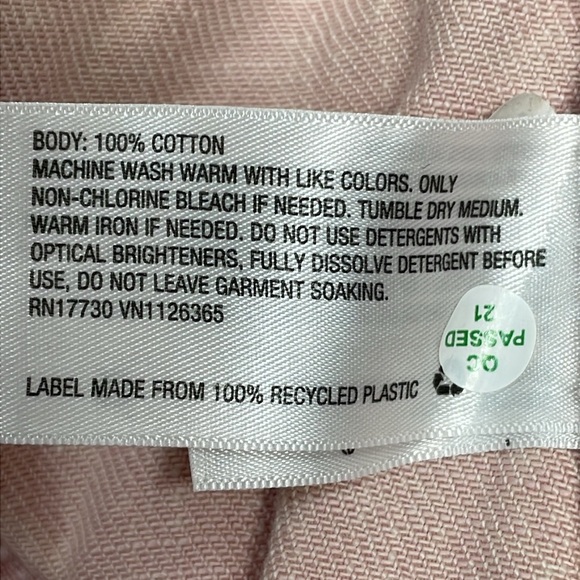 BODY: 100% COTTON
MACHINE WASH WARM WITH LIKE COLORS. ONLY
NON-CHLORINE BLEACH IF NEEDED. TUMBLE DRY MEDIUM.
WARM IRON IF NEEDED. DO NOT USE DETERGENTS WITH
OPTICAL BRIGHTENERS, FULLY DISSOLVE DETERGENT BEFORE
USE, DO NOT LEAVE GARMENT SOAKING.
RN17730 VN1126365
QC
PASSED
21
LABEL MADE FROM 100% RECYCLED PLASTIC